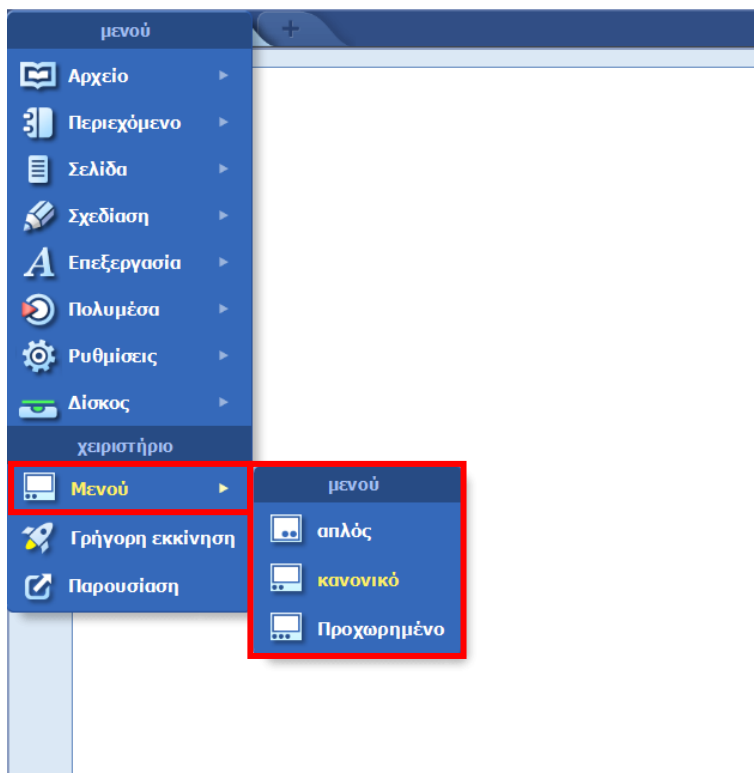 μενού
+
Αρχείο
Περιεχόμενο
Σελίδα
Σχεδίαση
Επεξεργασία
Πολυμέσα
Ρυθμίσεις
Δίσκος
χειριστήριο
Μενού
Γρήγορη εκκίνηση
Παρουσίαση
μενού
απλός
κανονικό
Προχωρημένο